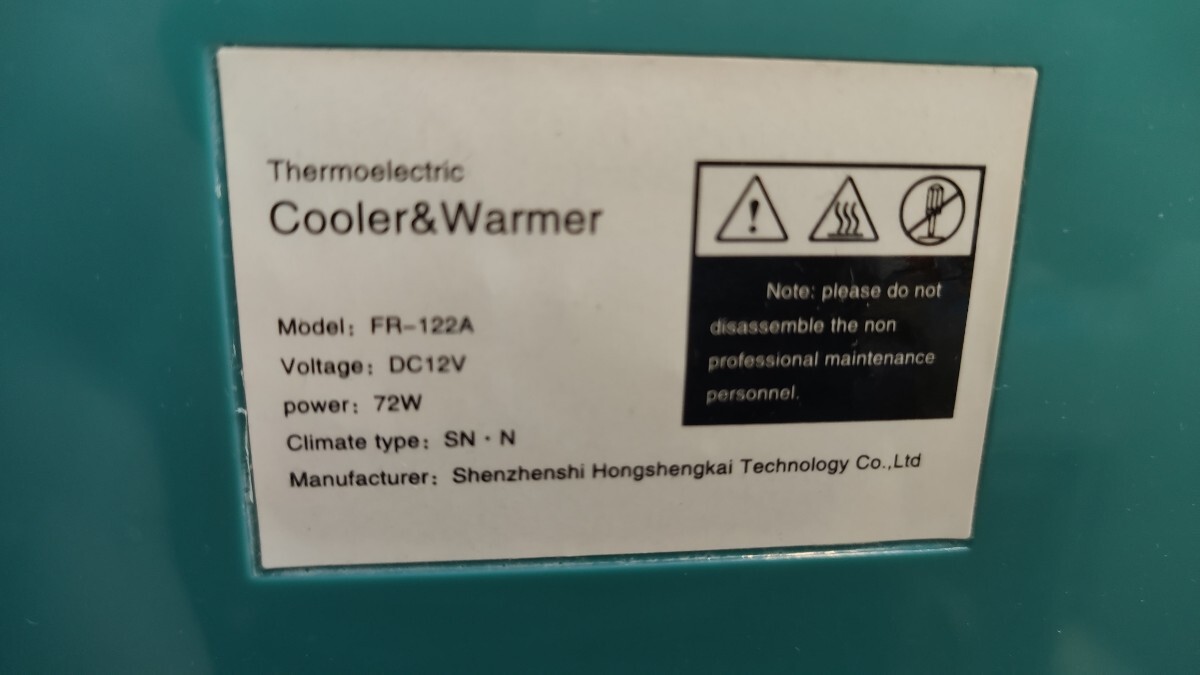 Thermoelectric
Cooler&Warmer
Model: FR-122A
Voltage: DC12V
power: 72W
Climate type: SN · N
Manufacturer: Shenzhenshi Hongshengkai Technology Co.,Ltd
Note: please do not
disassemble the non
professional maintenance
personnel.